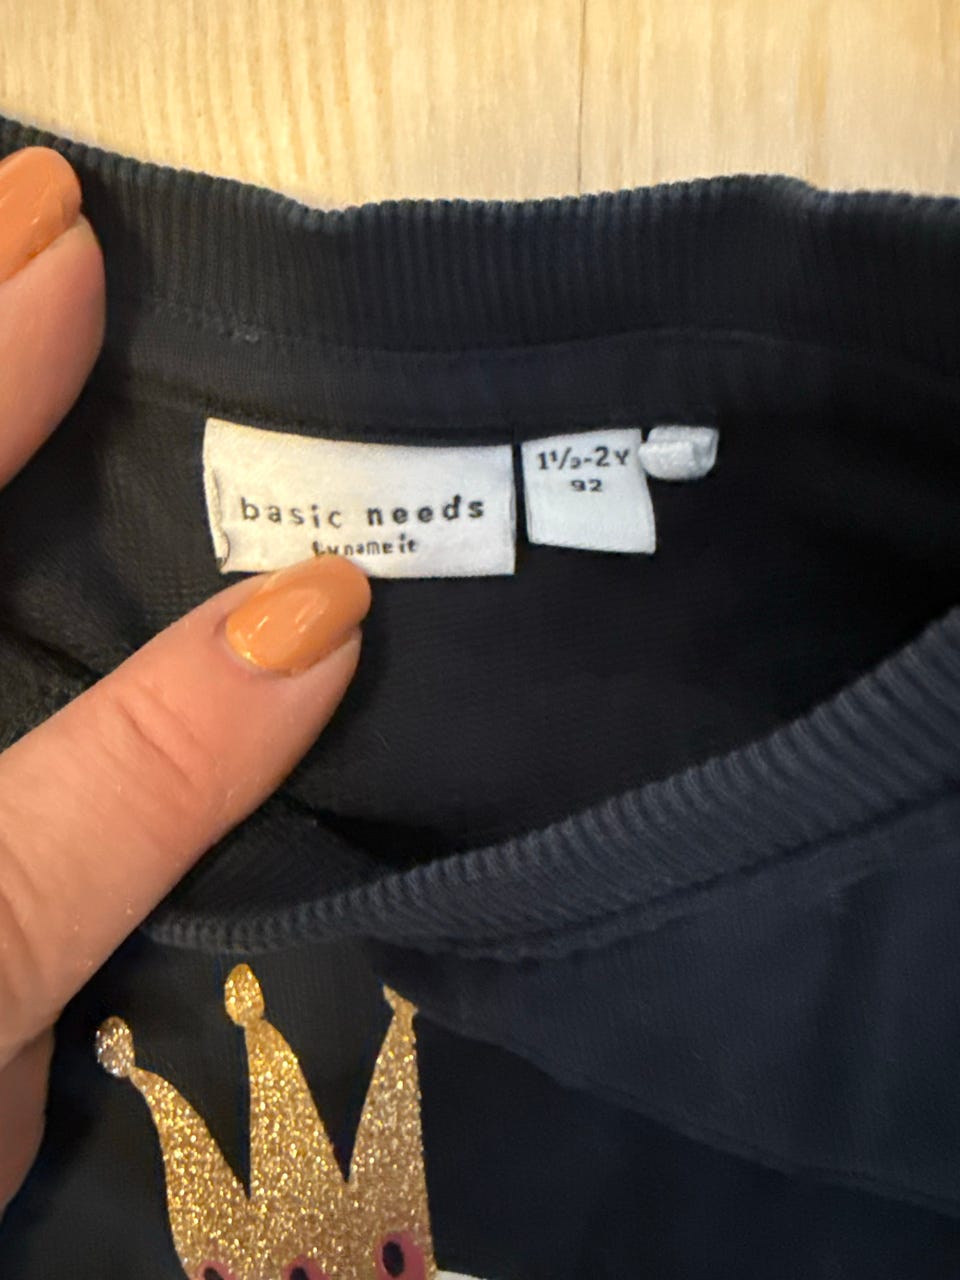 basic needs
by name it
1½-2Y
92